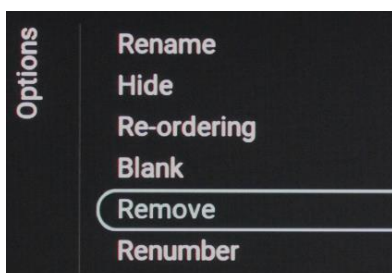 Options
Rename
Hide
Re-ordering
Blank
Remove
Renumber